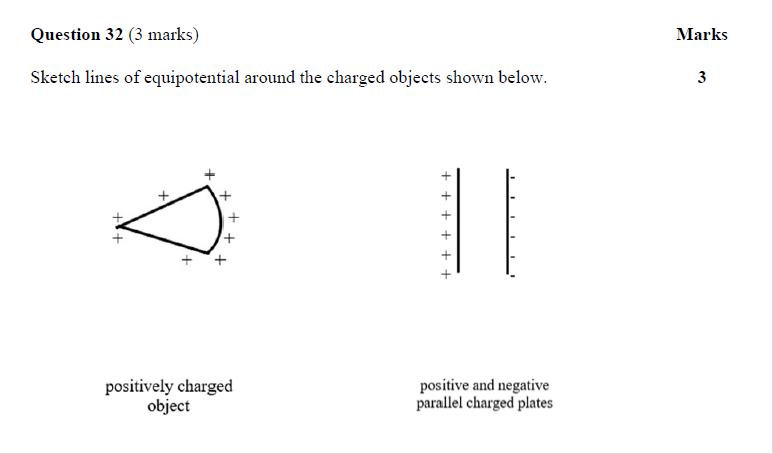 Question 32 (3 marks) Marks
Sketch lines of equipotential around the charged objects shown below. 3
+
+ +
+ +
+ +
+ +
+ -
+ -
+ -
+ -
+ -
+ -
positively charged
object
positive and negative
parallel charged plates